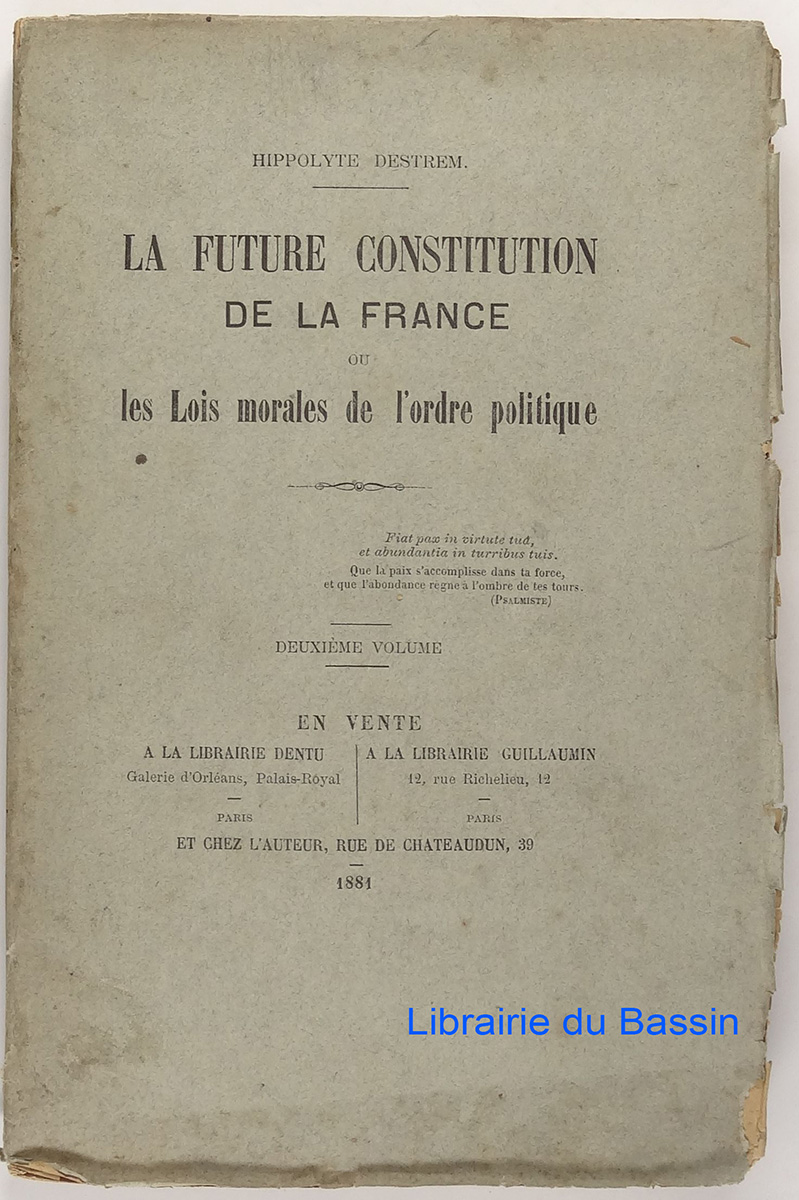 HIPPOLYTE DESTREM.
LA FUTURE CONSTITUTION
DE LA FRANCE
OU
les Lois morales de l'ordre politique
Fiat pax in virtute tuâ,
et abundantia in turribus tuis.
Que la paix s'accomplisse dans ta force,
et que l'abondance règne à l'ombre de tes tours.
(PSALMISTE)
DEUXIÈME VOLUME
EN VENTE
A LA LIBRAIRIE DENTU
Galerie d'Orléans, Palais-Royal
PARIS
A LA LIBRAIRIE GUILLAUMIN
12, rue Richelieu, 12
PARIS
ET CHEZ L'AUTEUR, RUE DE CHATEAUDUN, 39
1881
Librairie du Bassin